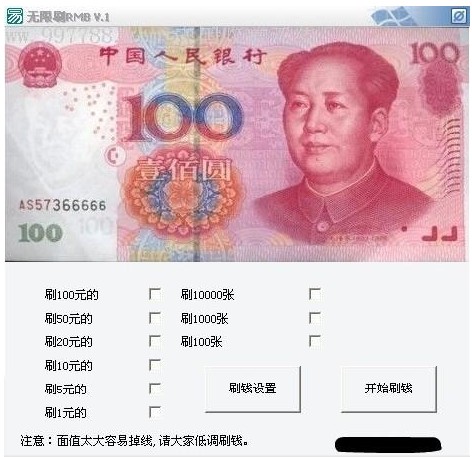 无限刷RMB V.1
www.997788.
中国人民银行
100
100
壹佰圆
AS57366666
100
刷100元的
刷10000张
刷50元的
刷1000张
刷20元的
刷100张
刷10元的
刷5元的
刷1元的
刷钱设置
开始刷钱
注意：面值太大容易掉线,请大家低调刷钱。